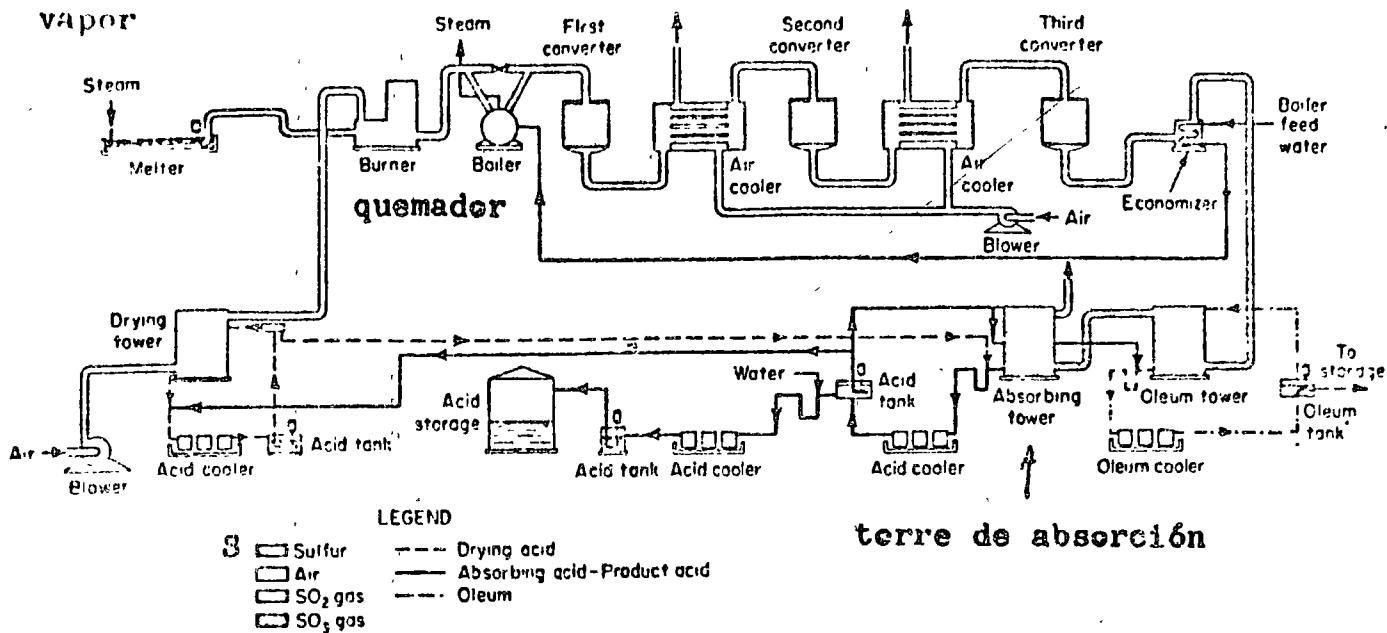 vapor
Steam
First
converter
Second
converter
Third
converter
Steam
Boiler
feed
water
Melter
Burner
Boiler
Air
cooler
Air
cooler
Economizer
quemador
Air
Blower
Drying
tower
To
storage
Water
Acid
storage
Acid
tank
Absorbing
tower
Oleum tower
Oleum
tank
Air
Acid tank
Acid cooler
Blower
Acid tank
Acid cooler
Acid cooler
Oleum cooler
LEGEND
terre de absorción
S Sulfur
Drying acid
Air
Absorbing acid-Product acid
SO₂ gas
Oleum
SO₃ gas